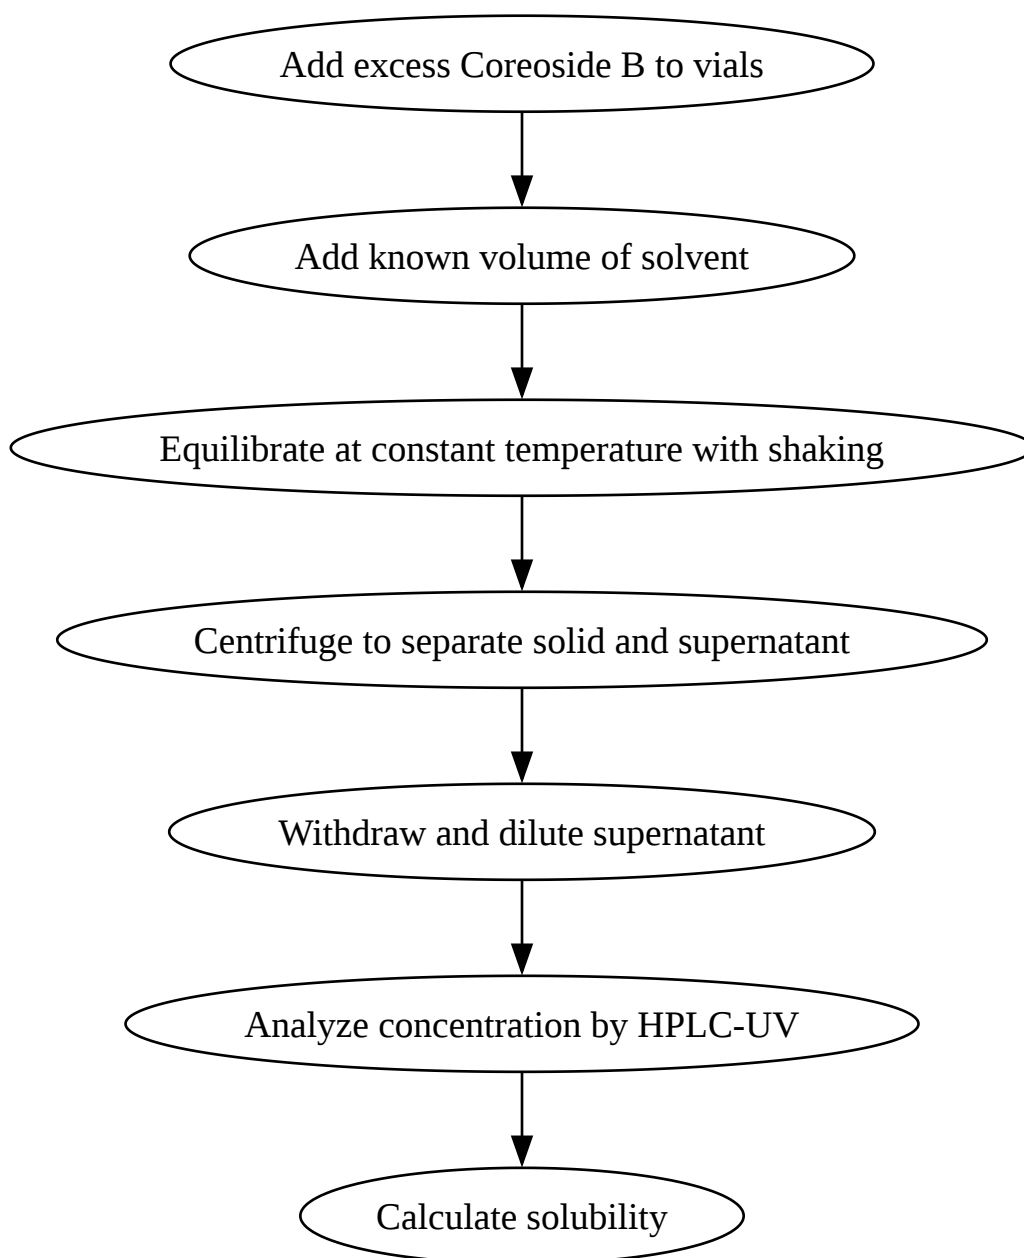 Add excess Coreoside B to vials
Add known volume of solvent
Equilibrate at constant temperature with shaking
Centrifuge to separate solid and supernatant
Withdraw and dilute supernatant
Analyze concentration by HPLC-UV
Calculate solubility